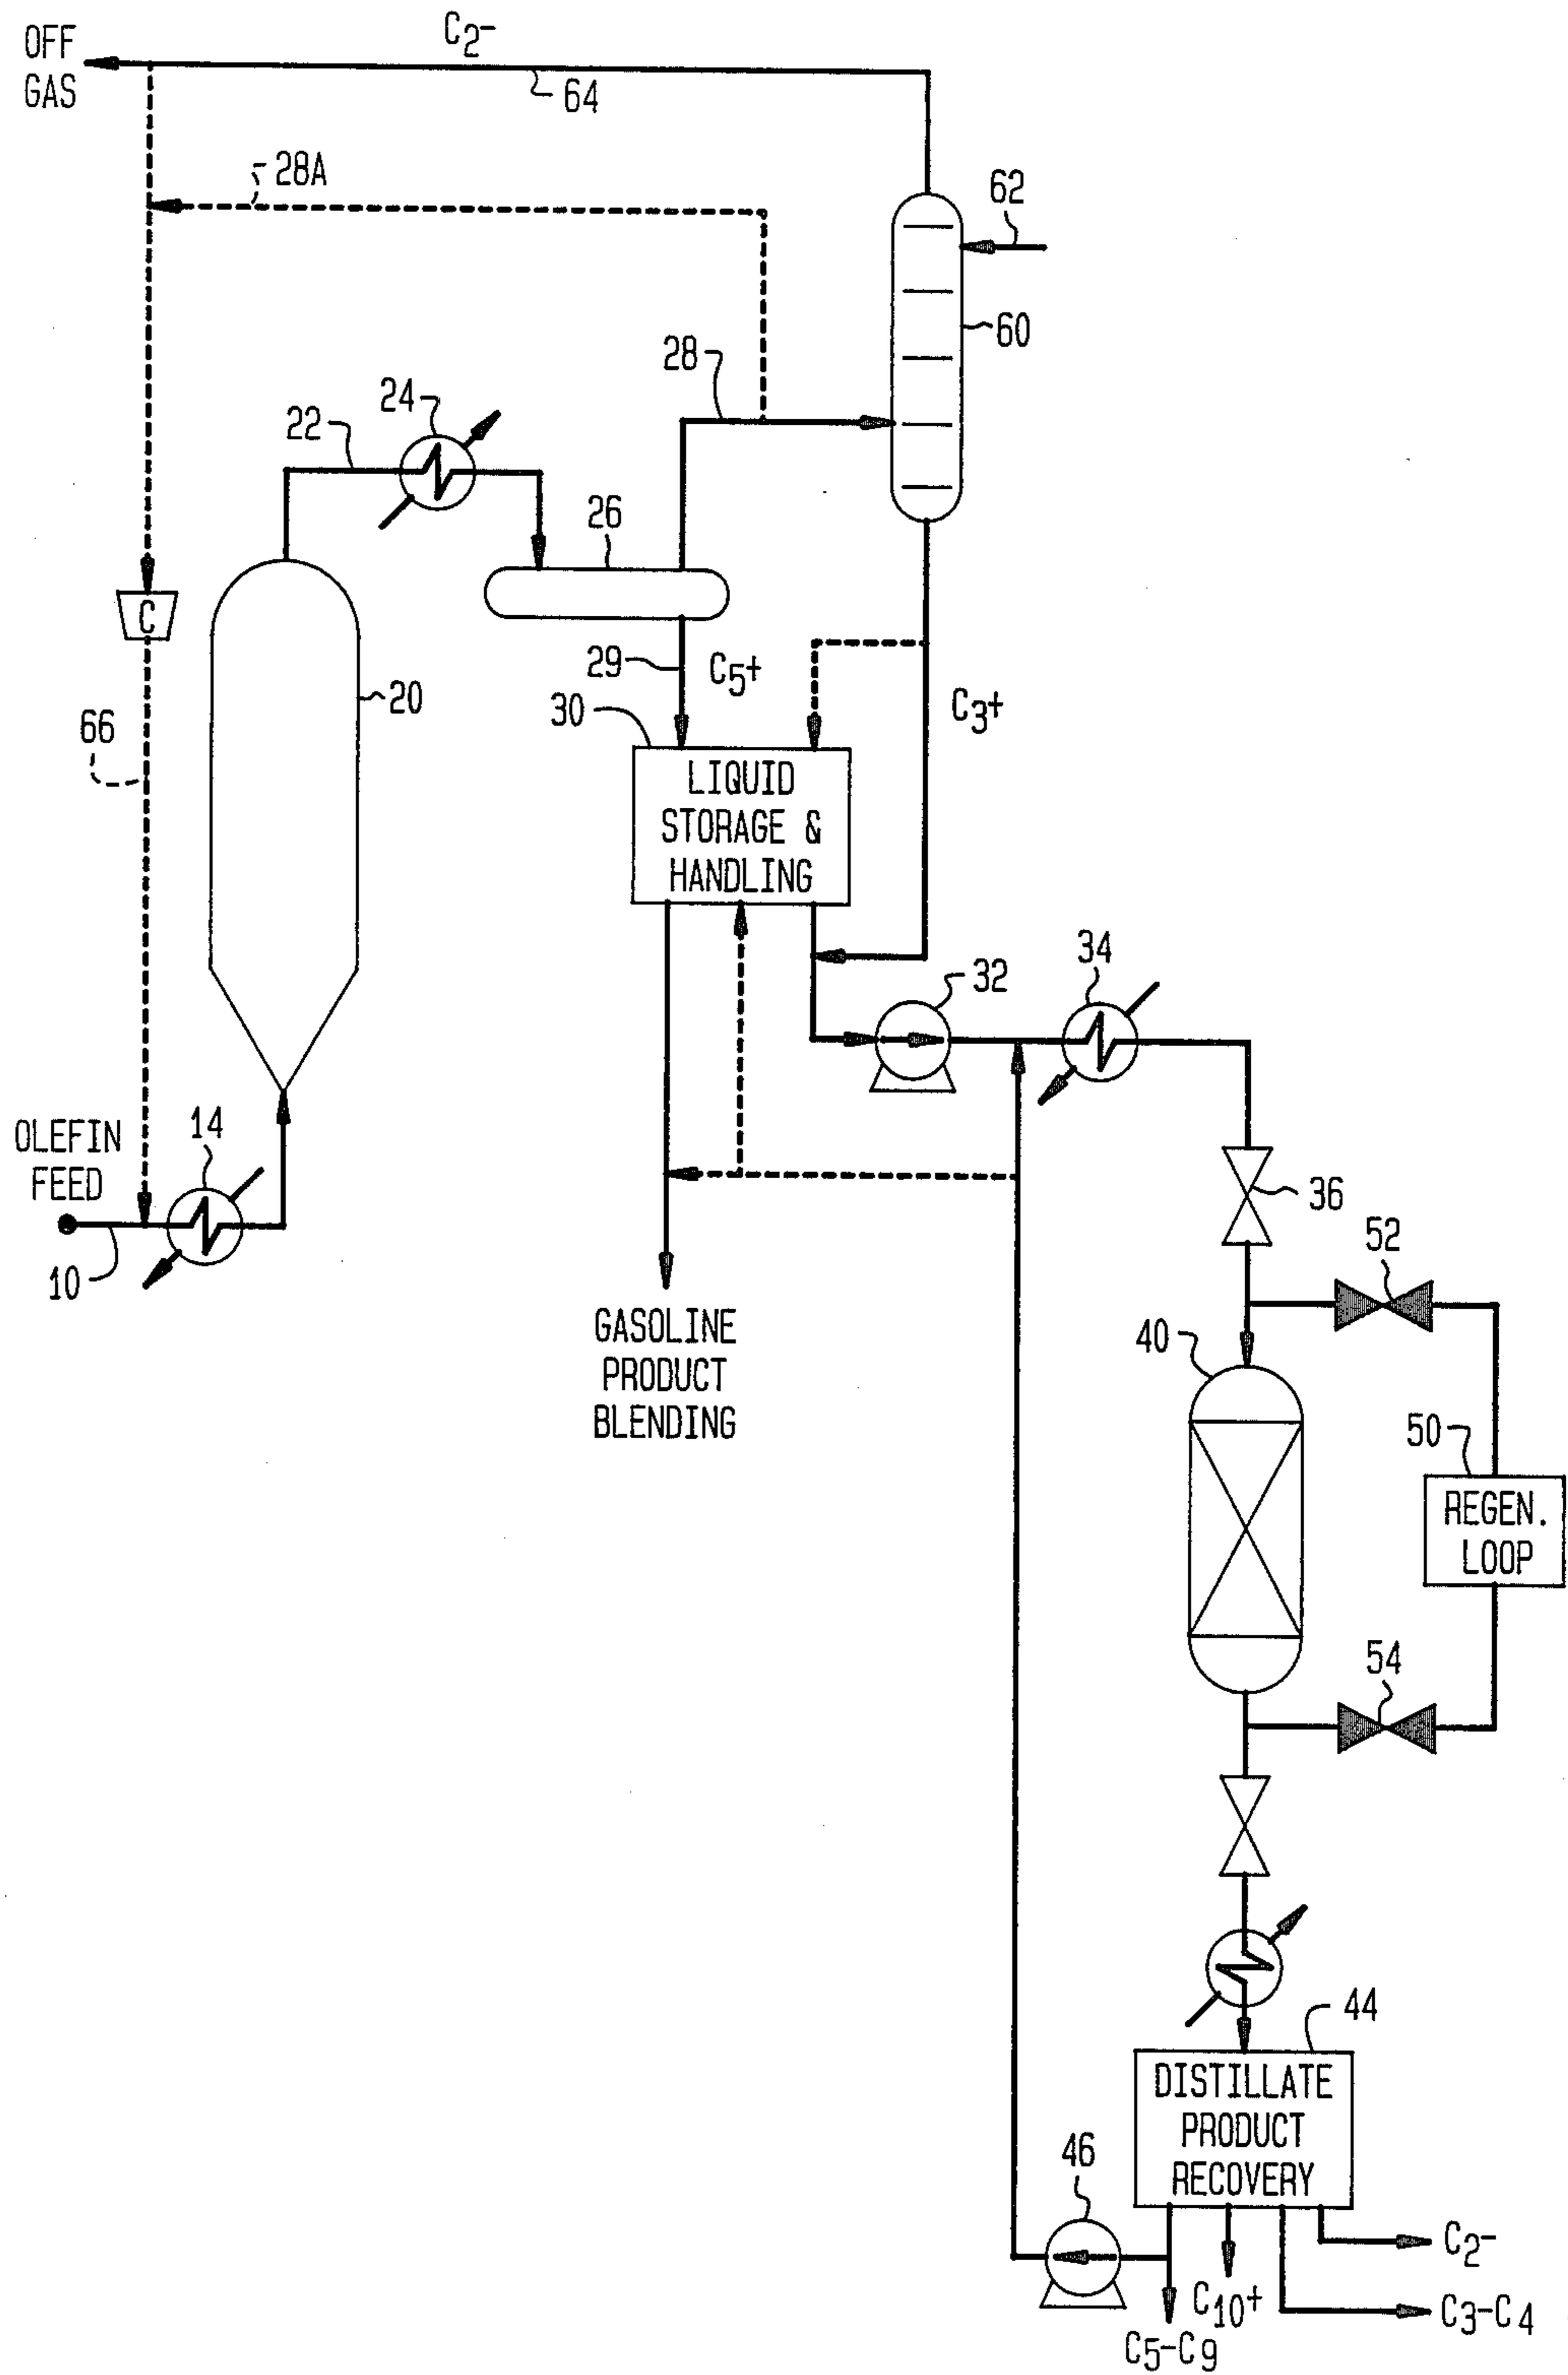 C2-
OFF
GAS
64
28A
62
60
28
24
22
26
C
20
29
C5+
C3+
30
66
LIQUID
STORAGE &
HANDLING
32
34
14
OLEFIN
FEED
36
10
52
GASOLINE
PRODUCT
BLENDING
40
50
REGEN.
LOOP
54
44
DISTILLATE
PRODUCT
RECOVERY
46
C2-
C10+
C3-C4
C5-C9